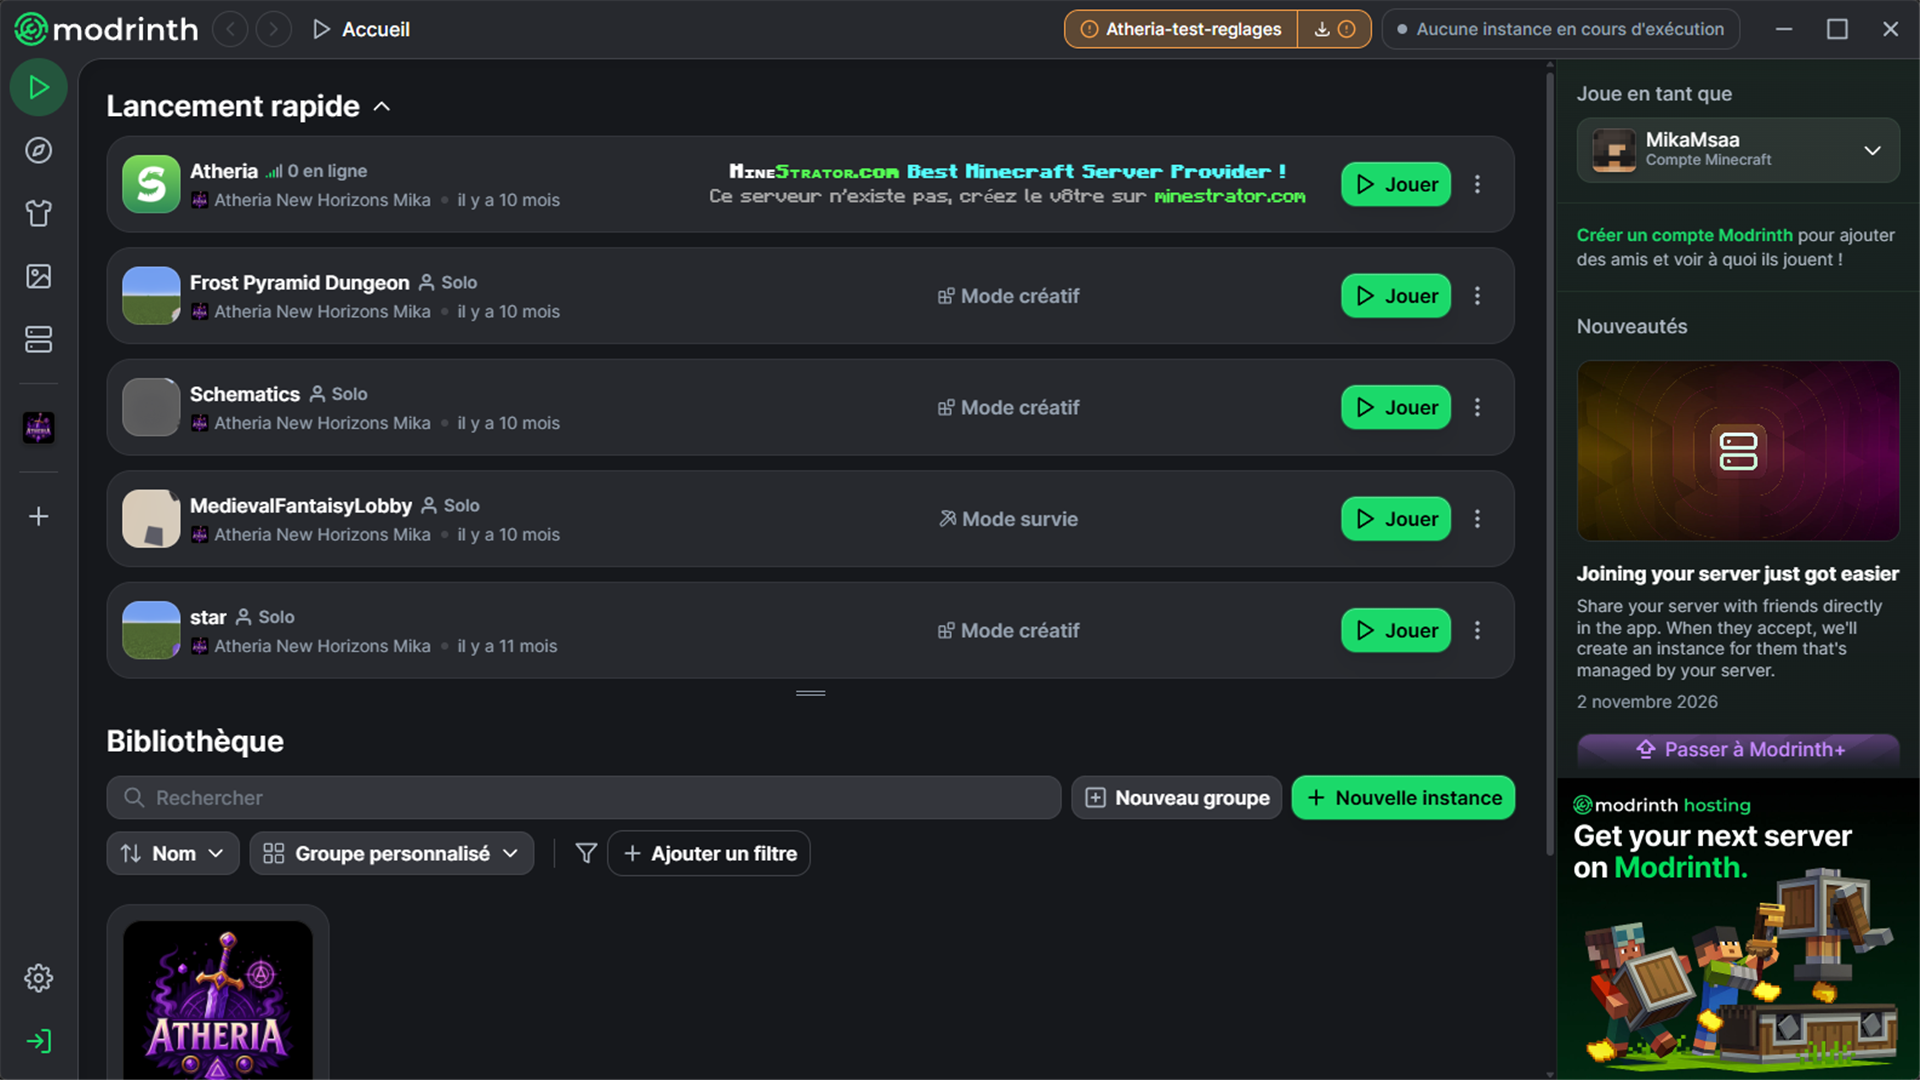 modrinth
Accueil
Atheria-test-reglages
Aucune instance en cours d'exécution
Lancement rapide
Atheria 0 en ligne
Atheria New Horizons Mika • il y a 10 mois
MineStrator.com Best Minecraft Server Provider !
Ce serveur n'existe pas, créez le vôtre sur minestrator.com
Jouer
Frost Pyramid Dungeon Solo
Atheria New Horizons Mika • il y a 10 mois
Mode créatif
Jouer
Schematics Solo
Atheria New Horizons Mika • il y a 10 mois
Mode créatif
Jouer
MedievalFantaisyLobby Solo
Atheria New Horizons Mika • il y a 10 mois
Mode survie
Jouer
star Solo
Atheria New Horizons Mika • il y a 11 mois
Mode créatif
Jouer
Bibliothèque
Rechercher
Nouveau groupe
Nouvelle instance
Nom
Groupe personnalisé
Ajouter un filtre
ATHERIA
Joue en tant que
MikaMsaa
Compte Minecraft
Créer un compte Modrinth pour ajouter
des amis et voir à quoi ils jouent !
Nouveautés
Joining your server just got easier
Share your server with friends directly
in the app. When they accept, we'll
create an instance for them that's
managed by your server.
2 novembre 2026
Passer à Modrinth+
modrinth hosting
Get your next server
on Modrinth.